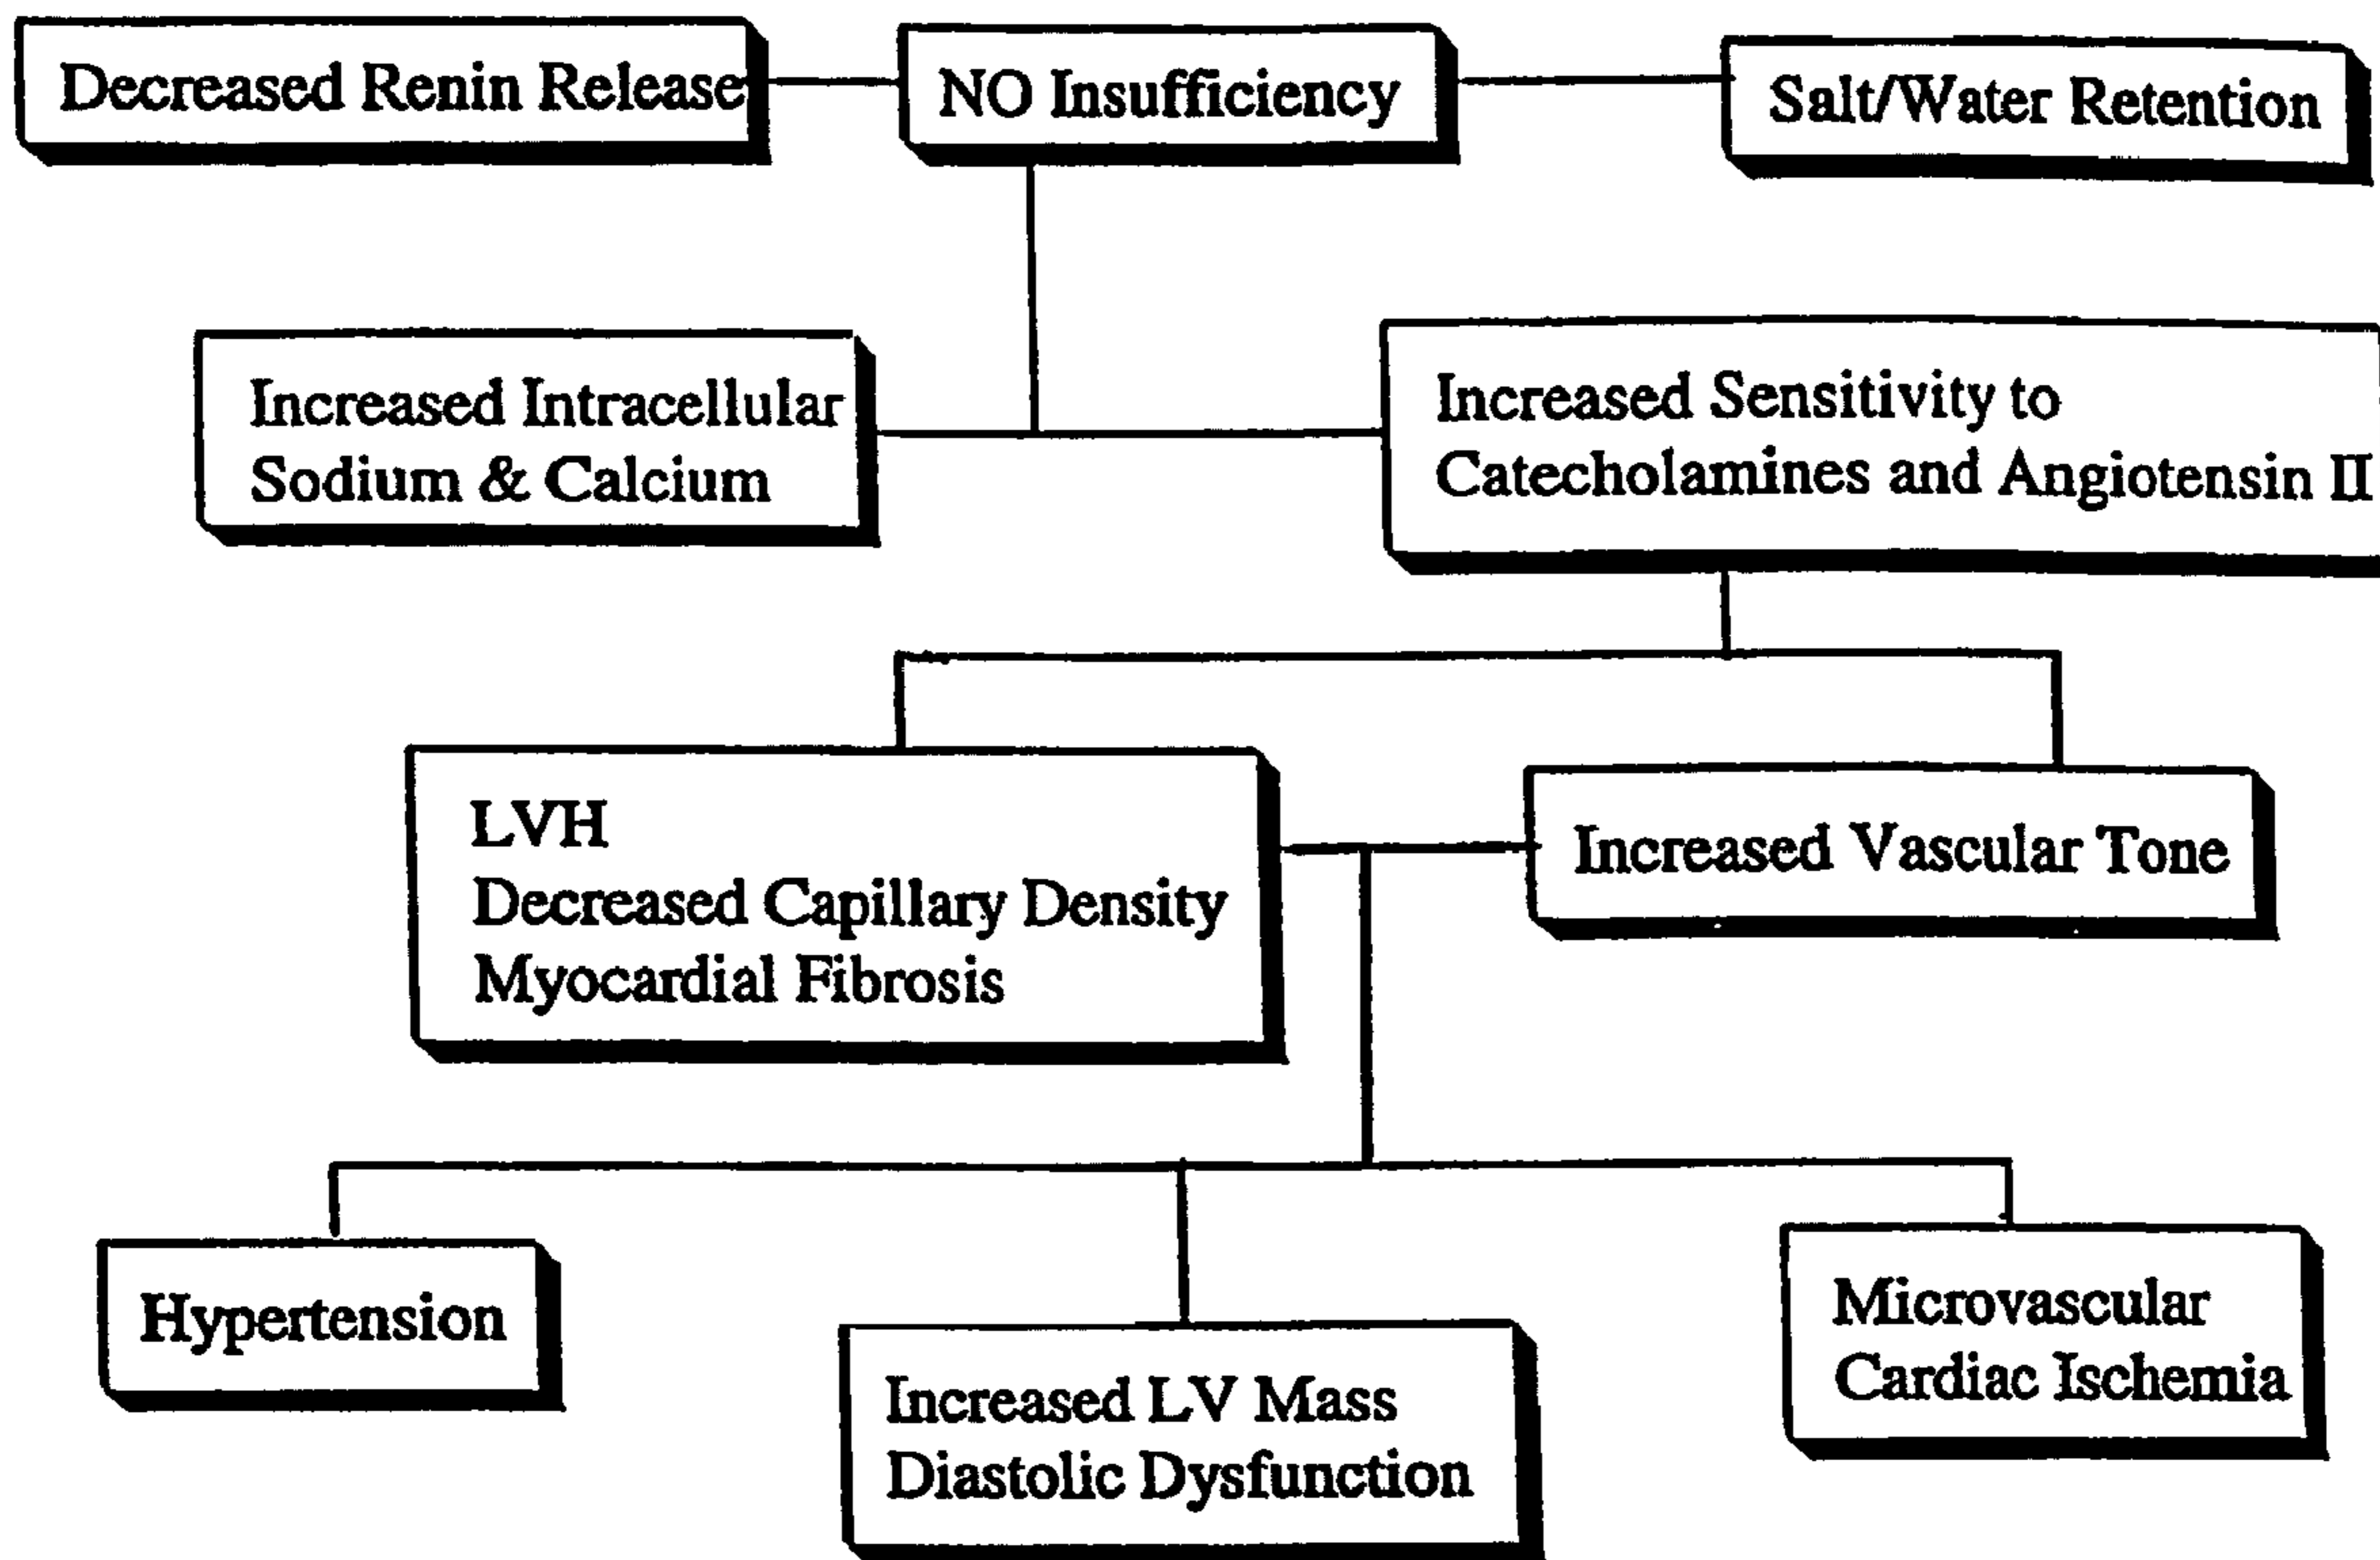 Decreased Renin Release
NO Insufficiency
Salt/Water Retention
Increased Intracellular
Sodium & Calcium
Increased Sensitivity to
Catecholamines and Angiotensin II
LVH
Decreased Capillary Density
Myocardial Fibrosis
Increased Vascular Tone
Hypertension
Increased LV Mass
Diastolic Dysfunction
Microvascular
Cardiac Ischemia